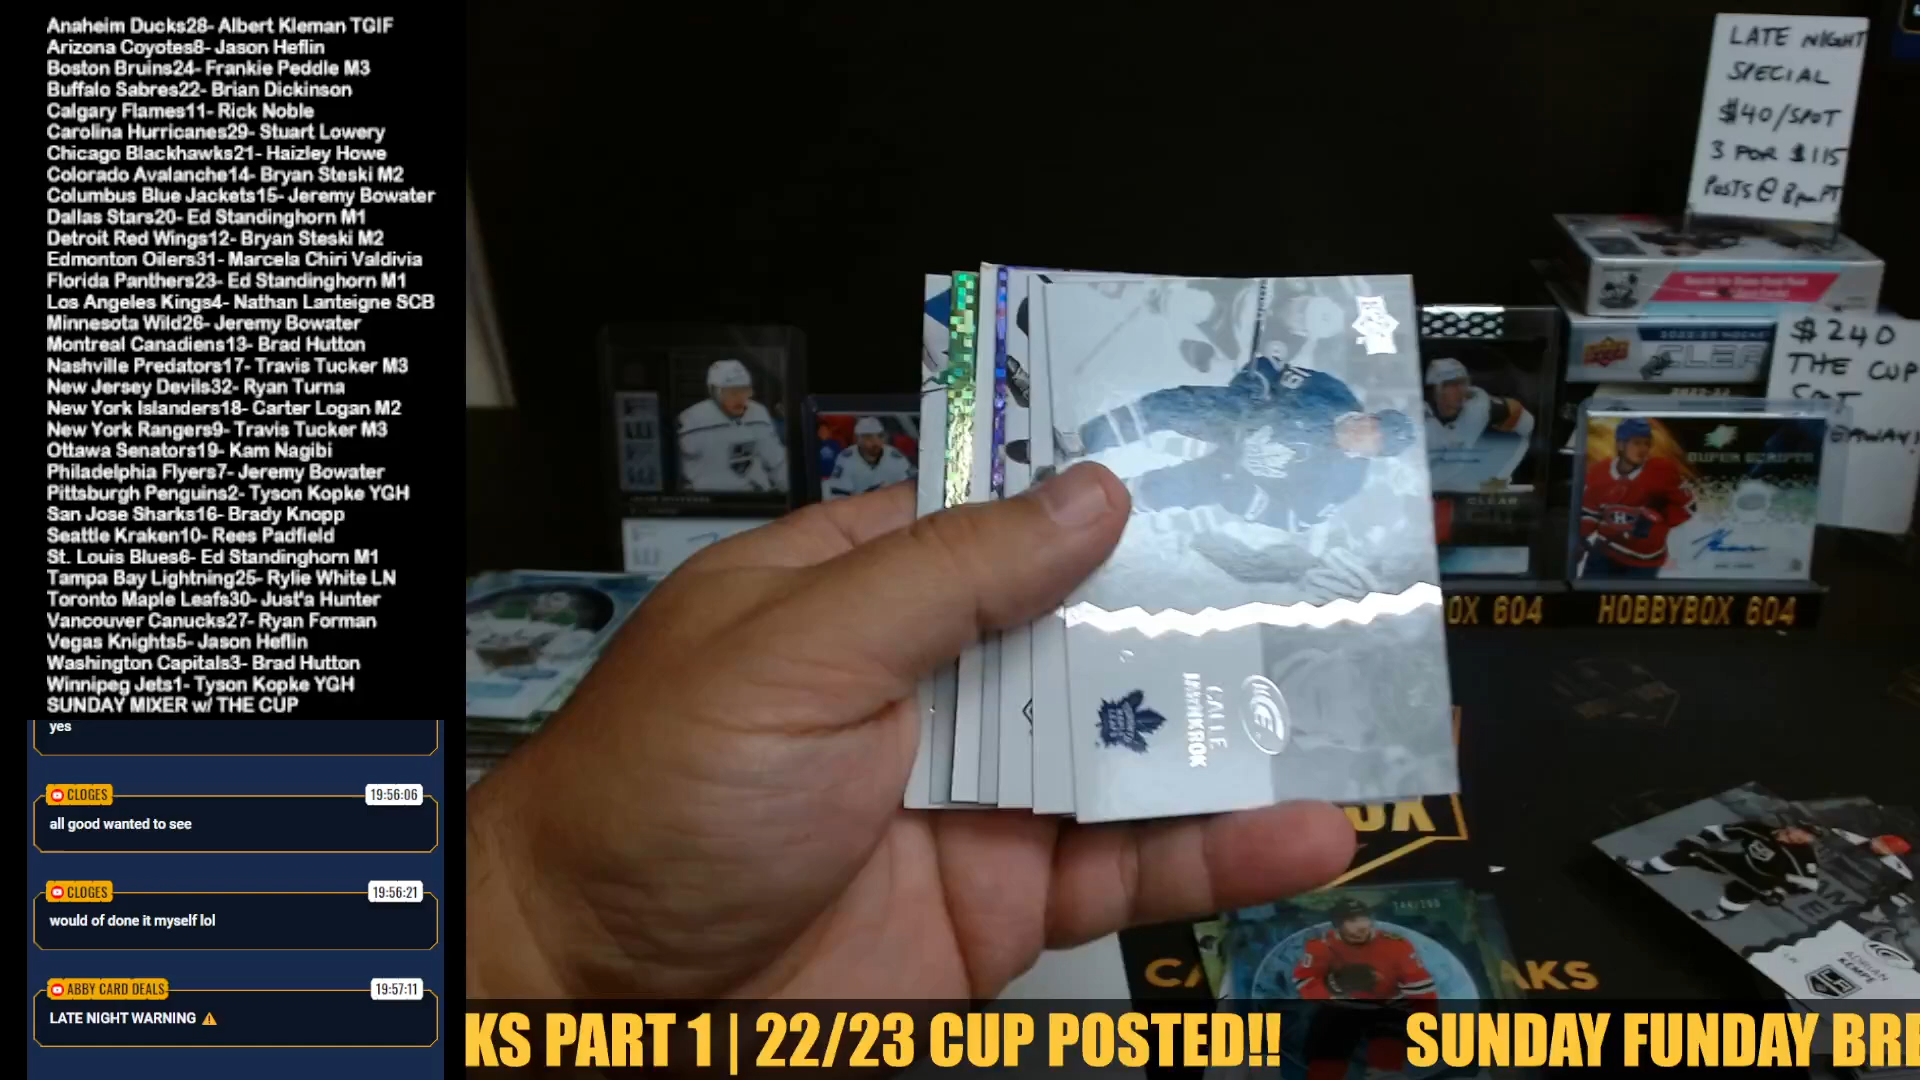 Anaheim Ducks28- Albert Kleman TGIF
Arizona Coyotes8- Jason Heflin
Boston Bruins24- Frankie Peddle M3
Buffalo Sabres22- Brian Dickinson
Calgary Flames11- Rick Noble
Carolina Hurricanes29- Stuart Lowery
Chicago Blackhawks21- Haizley Howe
Colorado Avalanche14- Bryan Steski M2
Columbus Blue Jackets15- Jeremy Bowater
Dallas Stars20- Ed Standinghorn M1
Detroit Red Wings12- Bryan Steski M2
Edmonton Oilers31- Marcela Chiri Valdivia
Florida Panthers23- Ed Standinghorn M1
Los Angeles Kings4- Nathan Lanteigne SCB
Minnesota Wild26- Jeremy Bowater
Montreal Canadiens13- Brad Hutton
Nashville Predators17- Travis Tucker M3
New Jersey Devils32- Ryan Turna
New York Islanders18- Carter Logan M2
New York Rangers9- Travis Tucker M3
Ottawa Senators19- Kam Nagibi
Philadelphia Flyers7- Jeremy Bowater
Pittsburgh Penguins2- Tyson Kopke YGH
San Jose Sharks16- Brady Knopp
Seattle Kraken10- Rees Padfield
St. Louis Blues6- Ed Standinghorn M1
Tampa Bay Lightning25- Rylie White LN
Toronto Maple Leafs30- Just'a Hunter
Vancouver Canucks27- Ryan Forman
Vegas Knights5- Jason Heflin
Washington Capitals3- Brad Hutton
Winnipeg Jets1- Tyson Kopke YGH
SUNDAY MIXER w/ THE CUP
yes
CLOGES 19:56:06
all good wanted to see
CLOGES 19:56:21
would of done it myself lol
ABBY CARD DEALS 19:57:11
LATE NIGHT WARNING ⚠
LATE NIGHT
SPECIAL
$40/SPOT
3 FOR $115
POSTS @ 8pm PT
$240
THE CUP
SPOT
SUPER SCRIPTS
CLEAR
OX 604
HOBBYBOX 604
CALLE
JARNKROK
ICE
ADRIAN
KEMPE
AKS
KS PART 1 | 22/23 CUP POSTED!!
SUNDAY FUNDAY BRE